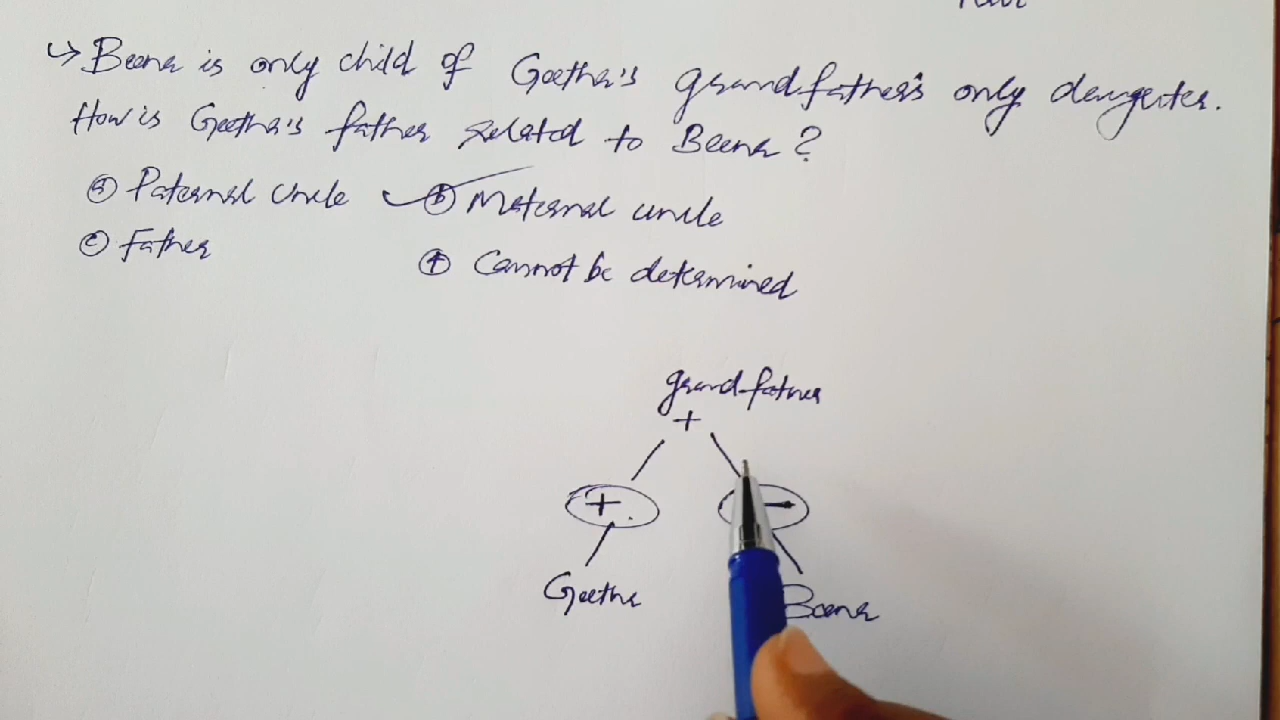 ↳ Beena is only child of Geetha's grandfather's only daugeter.
How is Geetha's father related to Beena?
ⓐ Paternal uncle ⓑ Maternal uncle
ⓒ Father ⓓ Cannot be determined
grandfather
+
+ −
Geetha Beena